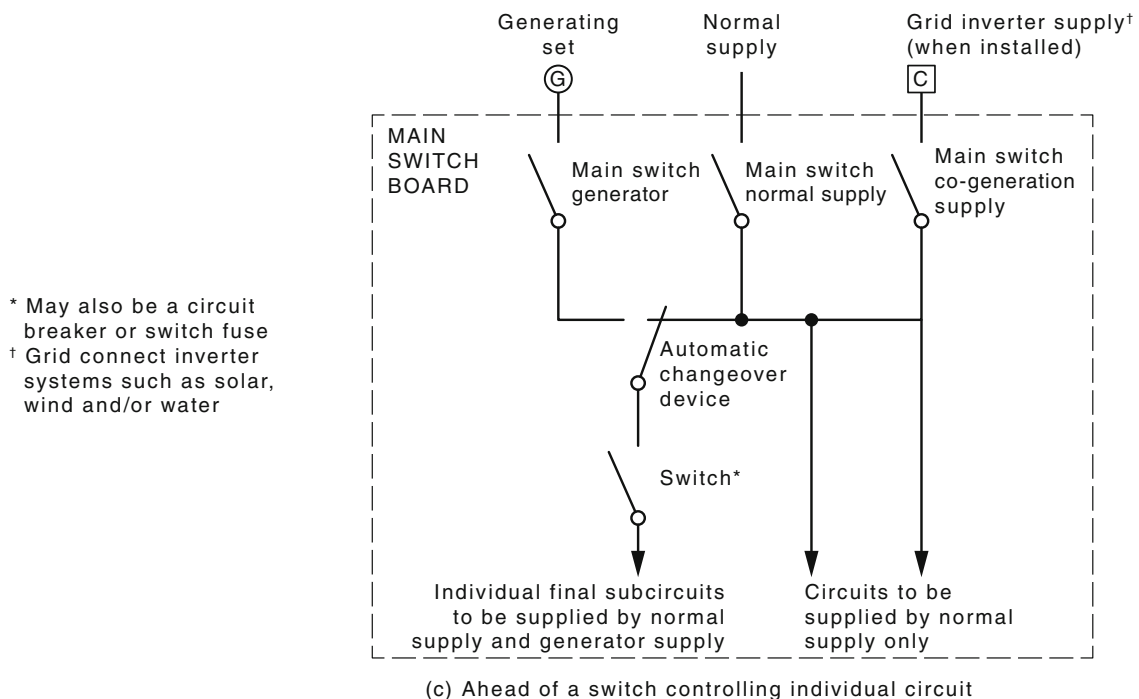 Generating
set
G
Normal
supply
Grid inverter supply†
(when installed)
C
MAIN
SWITCH
BOARD
Main switch
generator
Main switch
normal supply
Main switch
co-generation
supply
* May also be a circuit
breaker or switch fuse
† Grid connect inverter
systems such as solar,
wind and/or water
Automatic
changeover
device
Switch*
Individual final subcircuits
to be supplied by normal
supply and generator supply
Circuits to be
supplied by normal
supply only
(c) Ahead of a switch controlling individual circuit